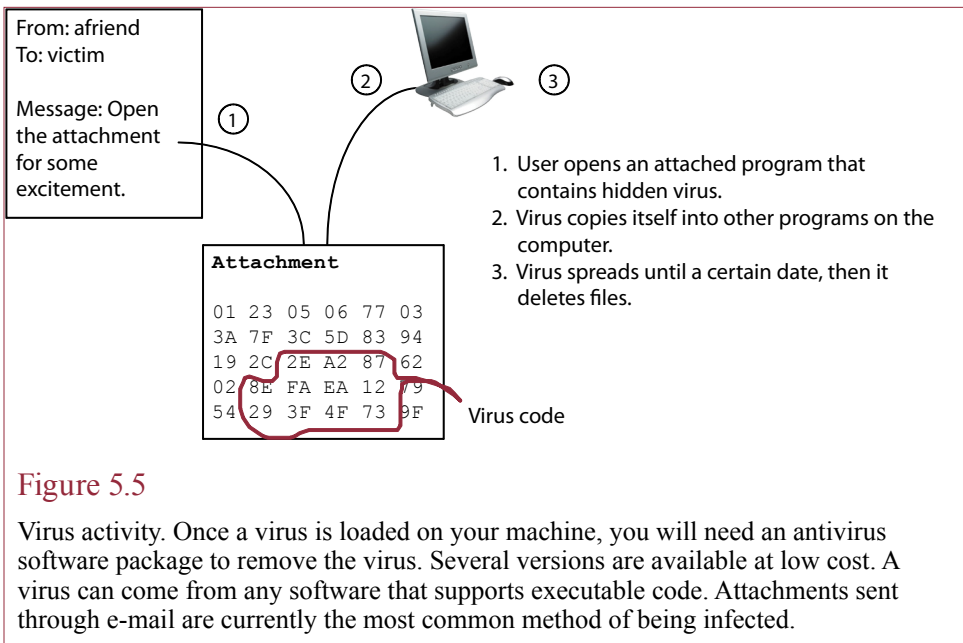 From: afriend
To: victim
Message: Open
the attachment
for some
excitement.
1
2
3
1. User opens an attached program that
contains hidden virus.
2. Virus copies itself into other programs on the
computer.
3. Virus spreads until a certain date, then it
deletes files.
Attachment
01 23 05 06 77 03
3A 7F 3C 5D 83 94
19 2C 2E A2 87 62
02 8E FA EA 12 79
54 29 3F 4F 73 9F
Virus code
Figure 5.5
Virus activity. Once a virus is loaded on your machine, you will need an antivirus
software package to remove the virus. Several versions are available at low cost. A
virus can come from any software that supports executable code. Attachments sent
through e-mail are currently the most common method of being infected.